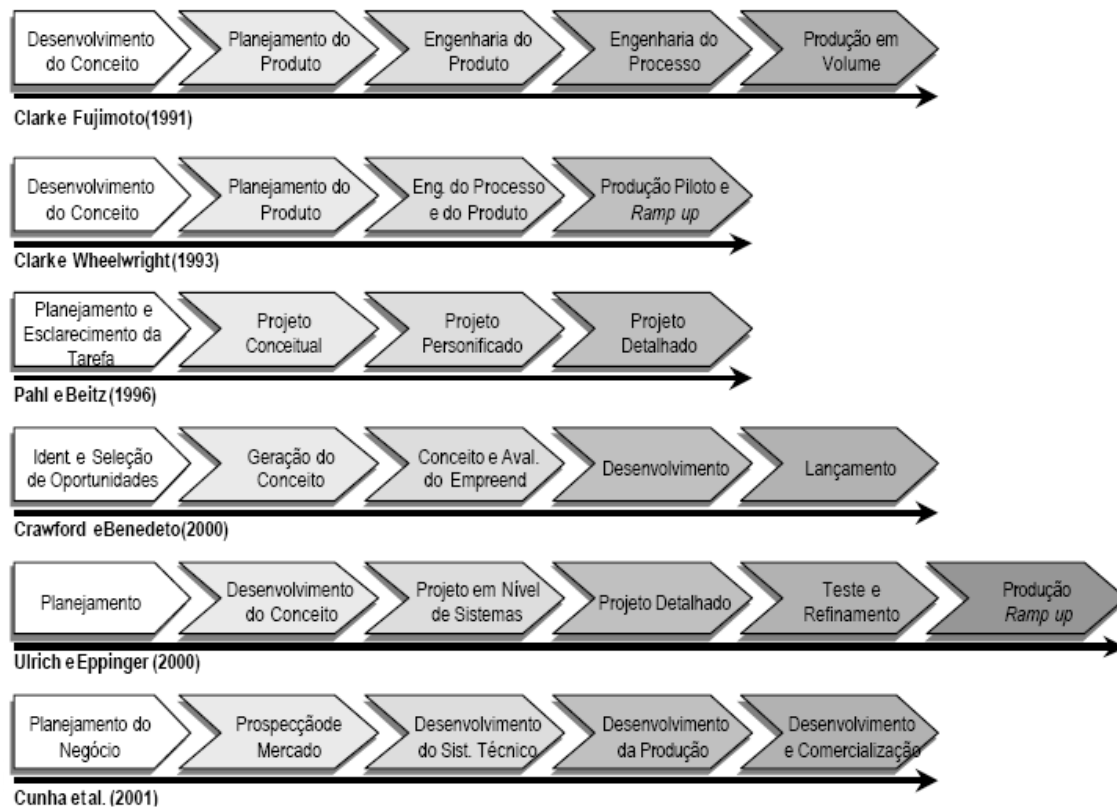 Desenvolvimento
do Conceito
Planejamento do
Produto
Engenharia do
Produto
Engenharia do
Processo
Produção em
Volume
Clarke Fujimoto(1991)
Desenvolvimento
do Conceito
Planejamento do
Produto
Eng. do Processo
e do Produto
Produção Piloto e
Ramp up
Clarke Wheelwright(1993)
Planejamento e
Esclarecimento da
Tarefa
Projeto
Conceitual
Projeto
Personificado
Projeto
Detalhado
Pahl e Beitz (1996)
Ident. e Seleção
de Oportunidades
Geração do
Conceito
Conceito e Aval.
do Empreend
Desenvolvimento
Lançamento
Crawford eBenedeto(2000)
Planejamento
Desenvolvimento
do Conceito
Projeto em Nível
de Sistemas
Projeto Detalhado
Teste e
Refinamento
Produção
Ramp up
Ulrich e Eppinger (2000)
Planejamento do
Negócio
Prospecçãode
Mercado
Desenvolvimento
do Sist. Técnico
Desenvolvimento
da Produção
Desenvolvimento
e Comercialização
Cunha etal. (2001)